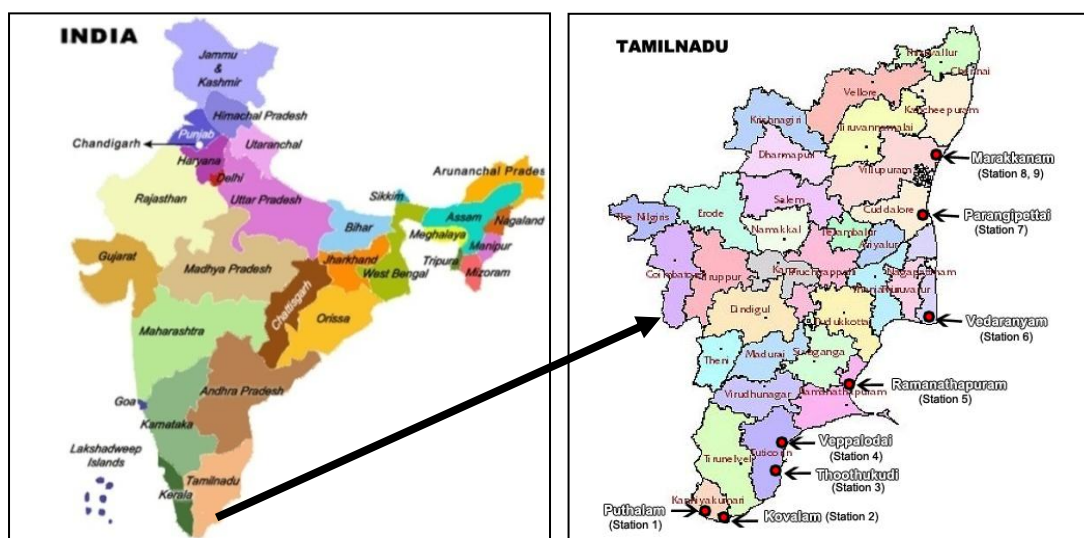 INDIA
Jammu
&
Kashmir
Himachal Pradesh
Punjab
Chandigarh
Utaranchal
Haryana
Delhi
Arunanchal Prades
Rajasthan
Uttar Pradesh
Sikkim
Assam
Nagaland
Bihar
Meghalaya
Manipur
Gujarat
Madhya Pradesh
Jharkhand
Tripura
West Bengal
Mizoram
Chattisgarh
Orissa
Maharashtra
Andhra Pradesh
Goa
Karnataka
Lakshadweep
Islands
Tamilnadu
Kerala
TAMILNADU
Vellore
Krishnagiri
Tiruvannamalai
Marakkanam
(Station 8, 9)
Villupuram
Salem
Cuddalore
Parangipettai
(Station 7)
The Nilgiris
Erode
Namakkal
Ariyalur
Vedaranyam
(Station 6)
Dindigul
Theni
Madurai
Ramanathapuram
(Station 5)
Virudhunagar
Veppalodai
(Station 4)
Thoothukudi
(Station 3)
Puthalam
(Station 1)
Kovalam (Station 2)